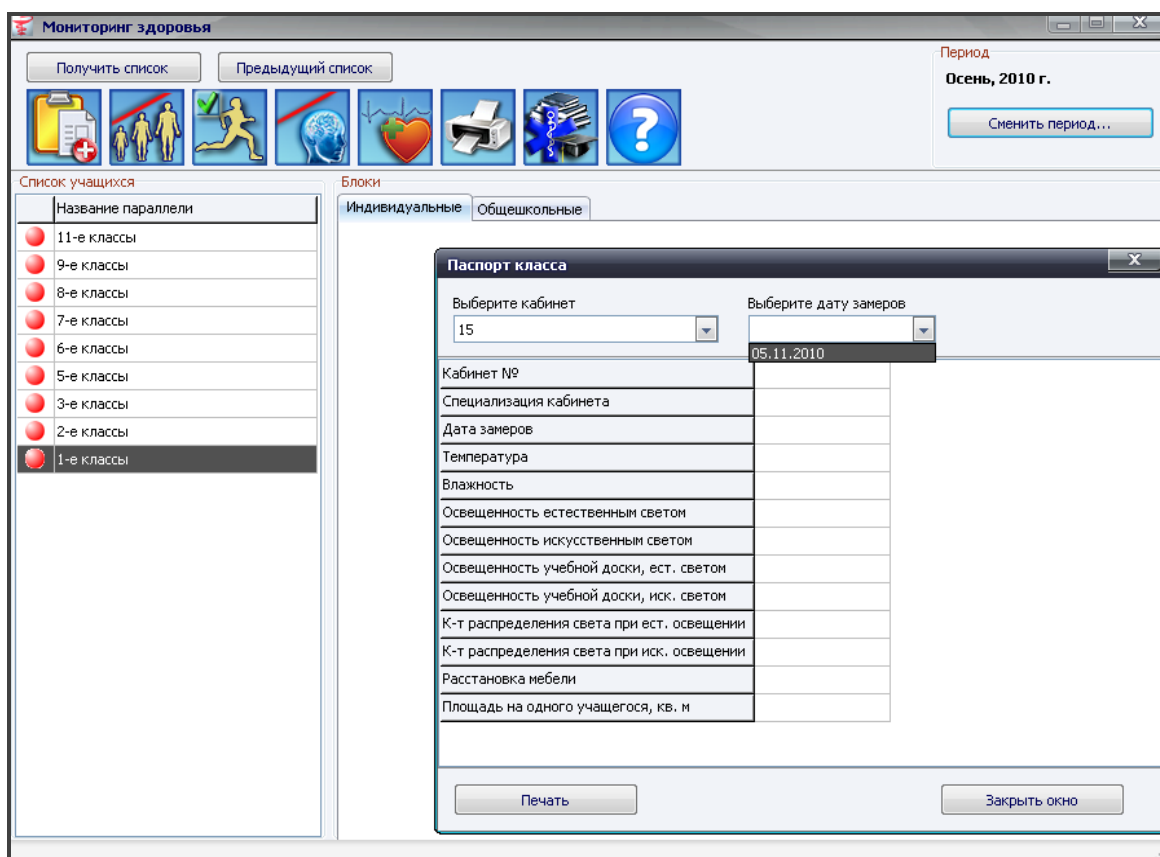 Мониторинг здоровья
Получить список
Предыдущий список
Период
Осень, 2010 г.
Сменить период...
Список учащихся
Название параллели
11-е классы
9-е классы
8-е классы
7-е классы
6-е классы
5-е классы
3-е классы
2-е классы
1-е классы
Блоки
Индивидуальные
Общешкольные
Паспорт класса
Выберите кабинет
Выберите дату замеров
15
05.11.2010
Кабинет №
Специализация кабинета
Дата замеров
Температура
Влажность
Освещенность естественным светом
Освещенность искусственным светом
Освещенность учебной доски, ест. светом
Освещенность учебной доски, иск. светом
К-т распределения света при ест. освещении
К-т распределения света при иск. освещении
Расстановка мебели
Площадь на одного учащегося, кв. м
Печать
Закрыть окно